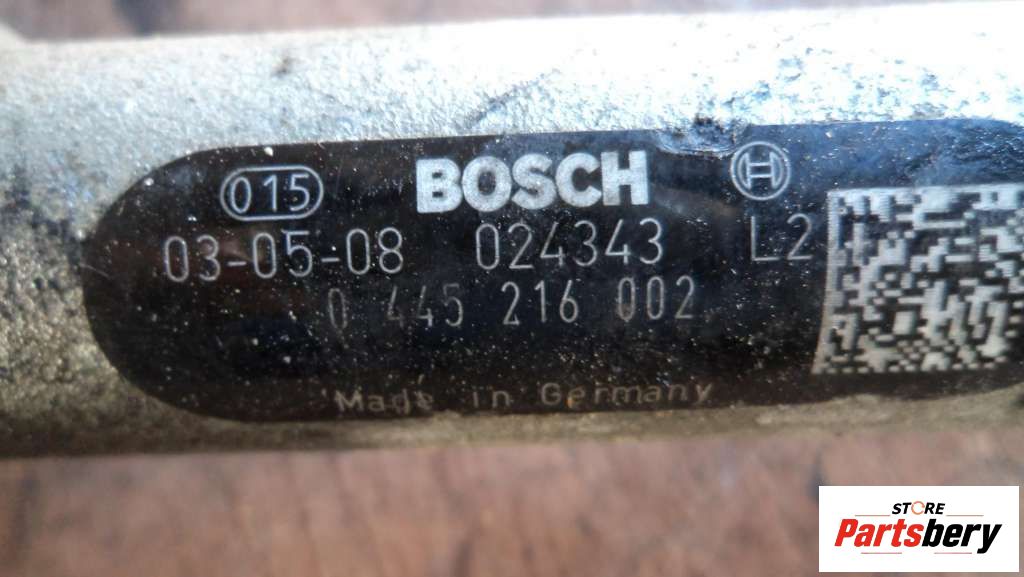 015 BOSCH
03-05-08 024343 L2
0 445 216 002
Made in Germany
STORE
Partsbery